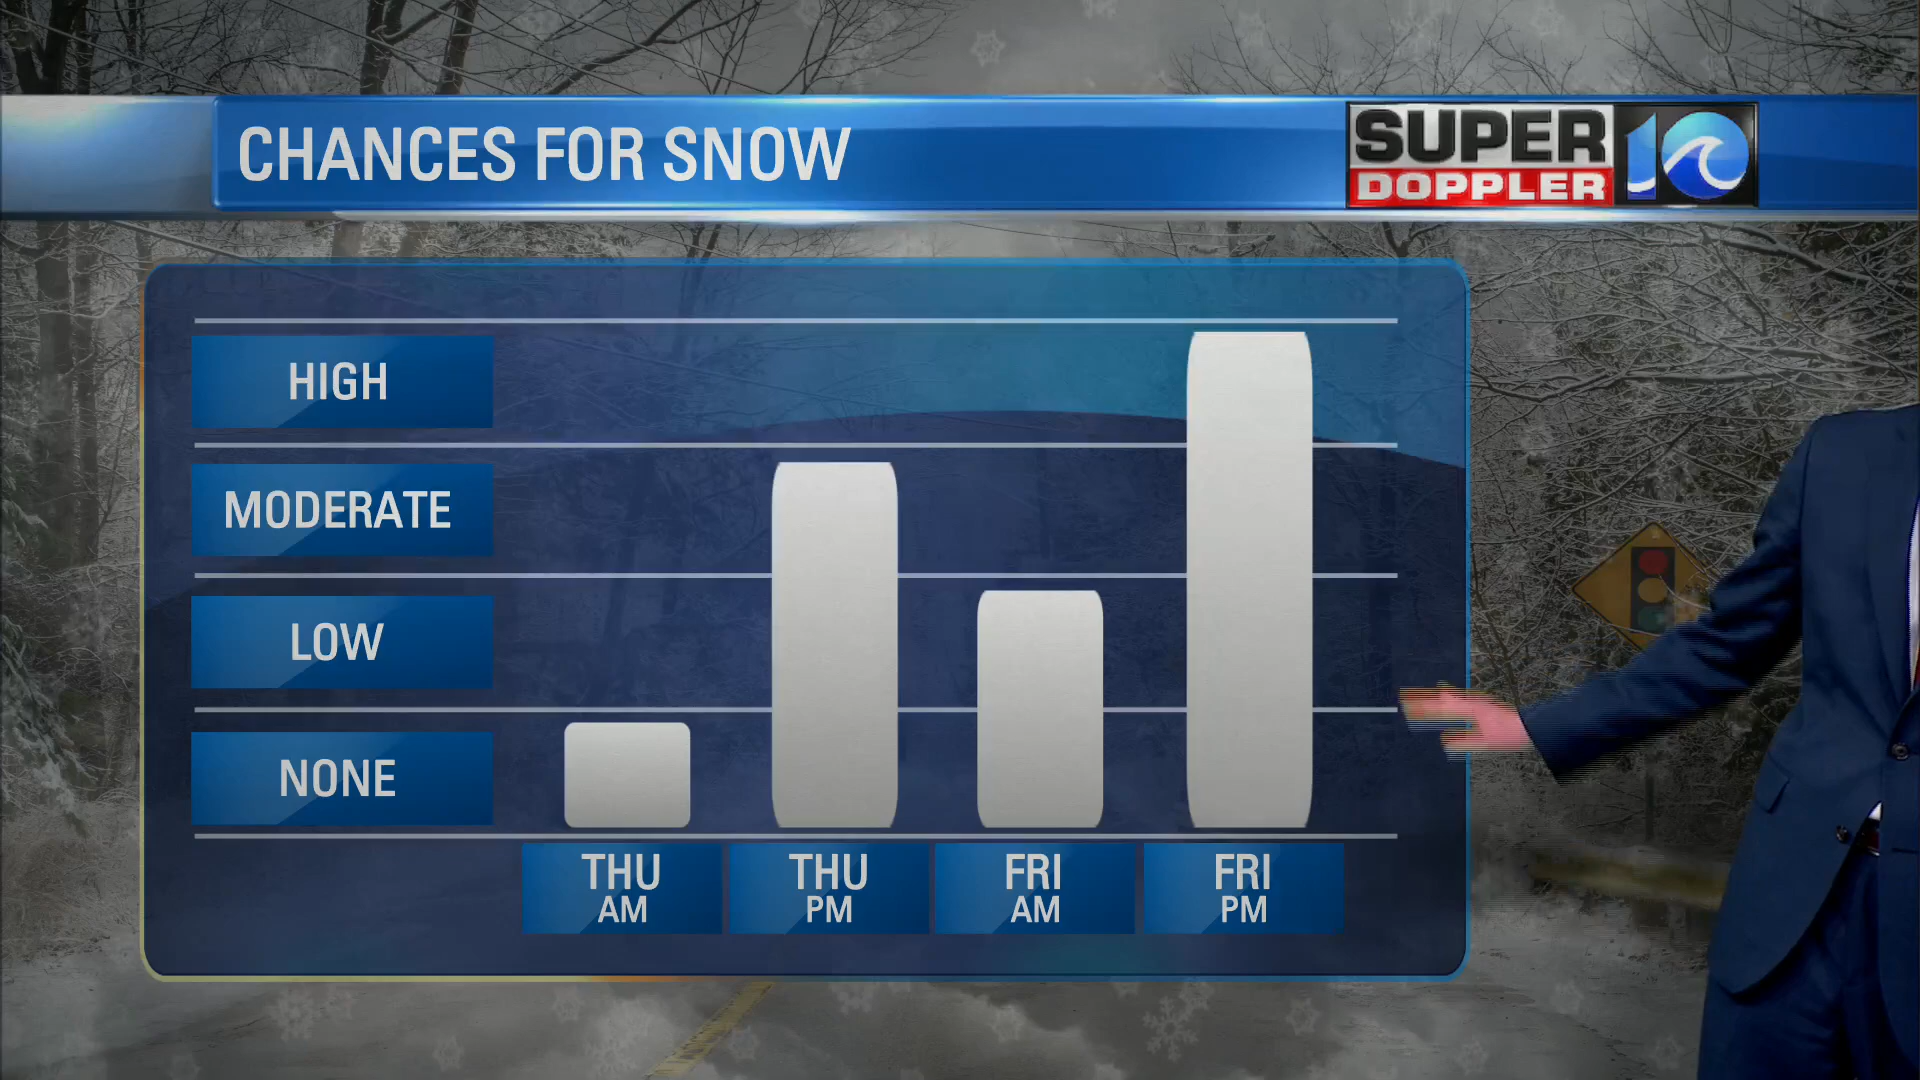 CHANCES FOR SNOW
SUPER
DOPPLER
10
HIGH
MODERATE
LOW
NONE
THU
AM
THU
PM
FRI
AM
FRI
PM